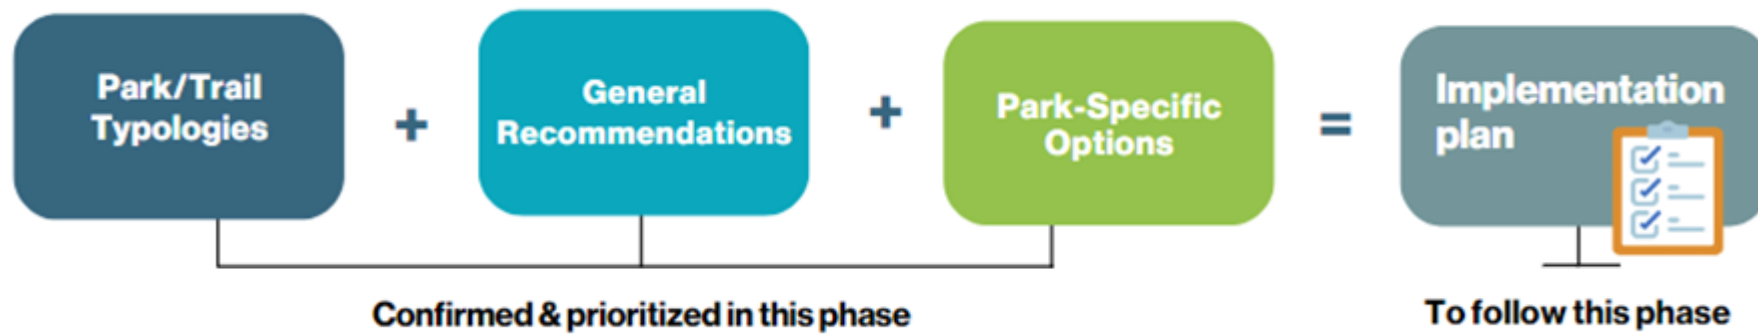 Park/Trail
Typologies
+
General
Recommendations
+
Park-Specific
Options
=
Implementation
plan
Confirmed & prioritized in this phase
To follow this phase